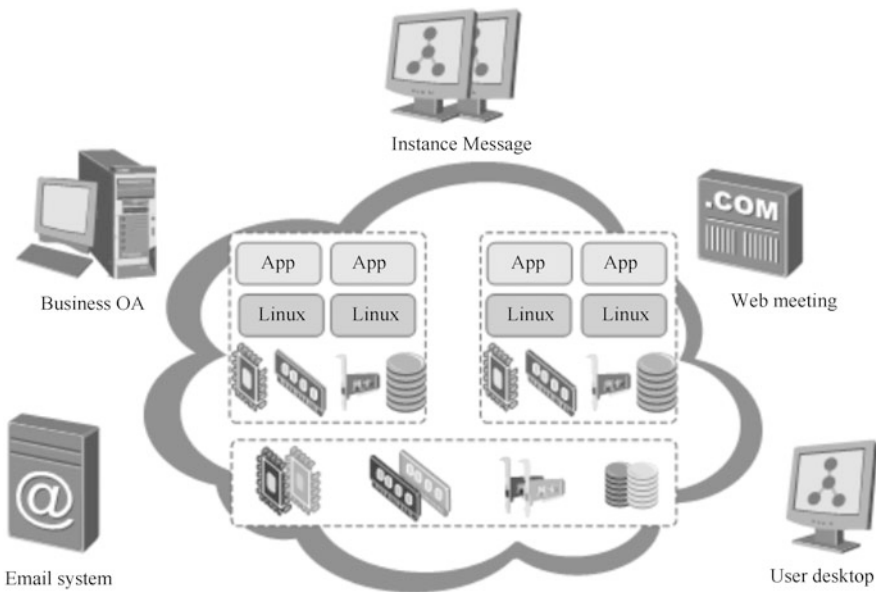 Instance Message
.COM
App
App
App
App
Business OA
Web meeting
Linux
Linux
Linux
Linux
@
Email system
User desktop